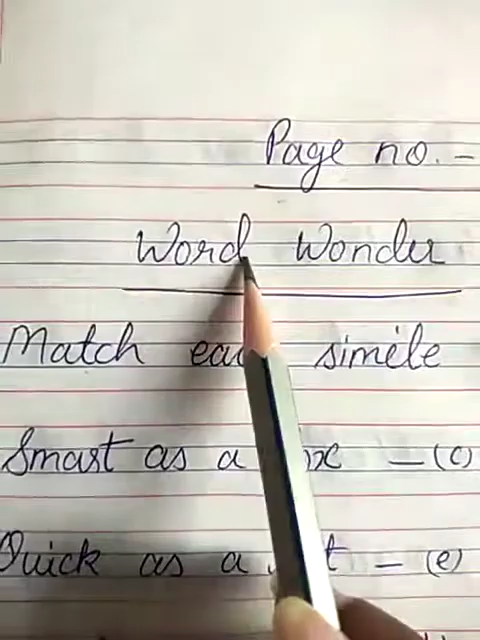 Page no. -
Word Wonder
Match simile
Smart as a - (c)
Quick as a - (e)